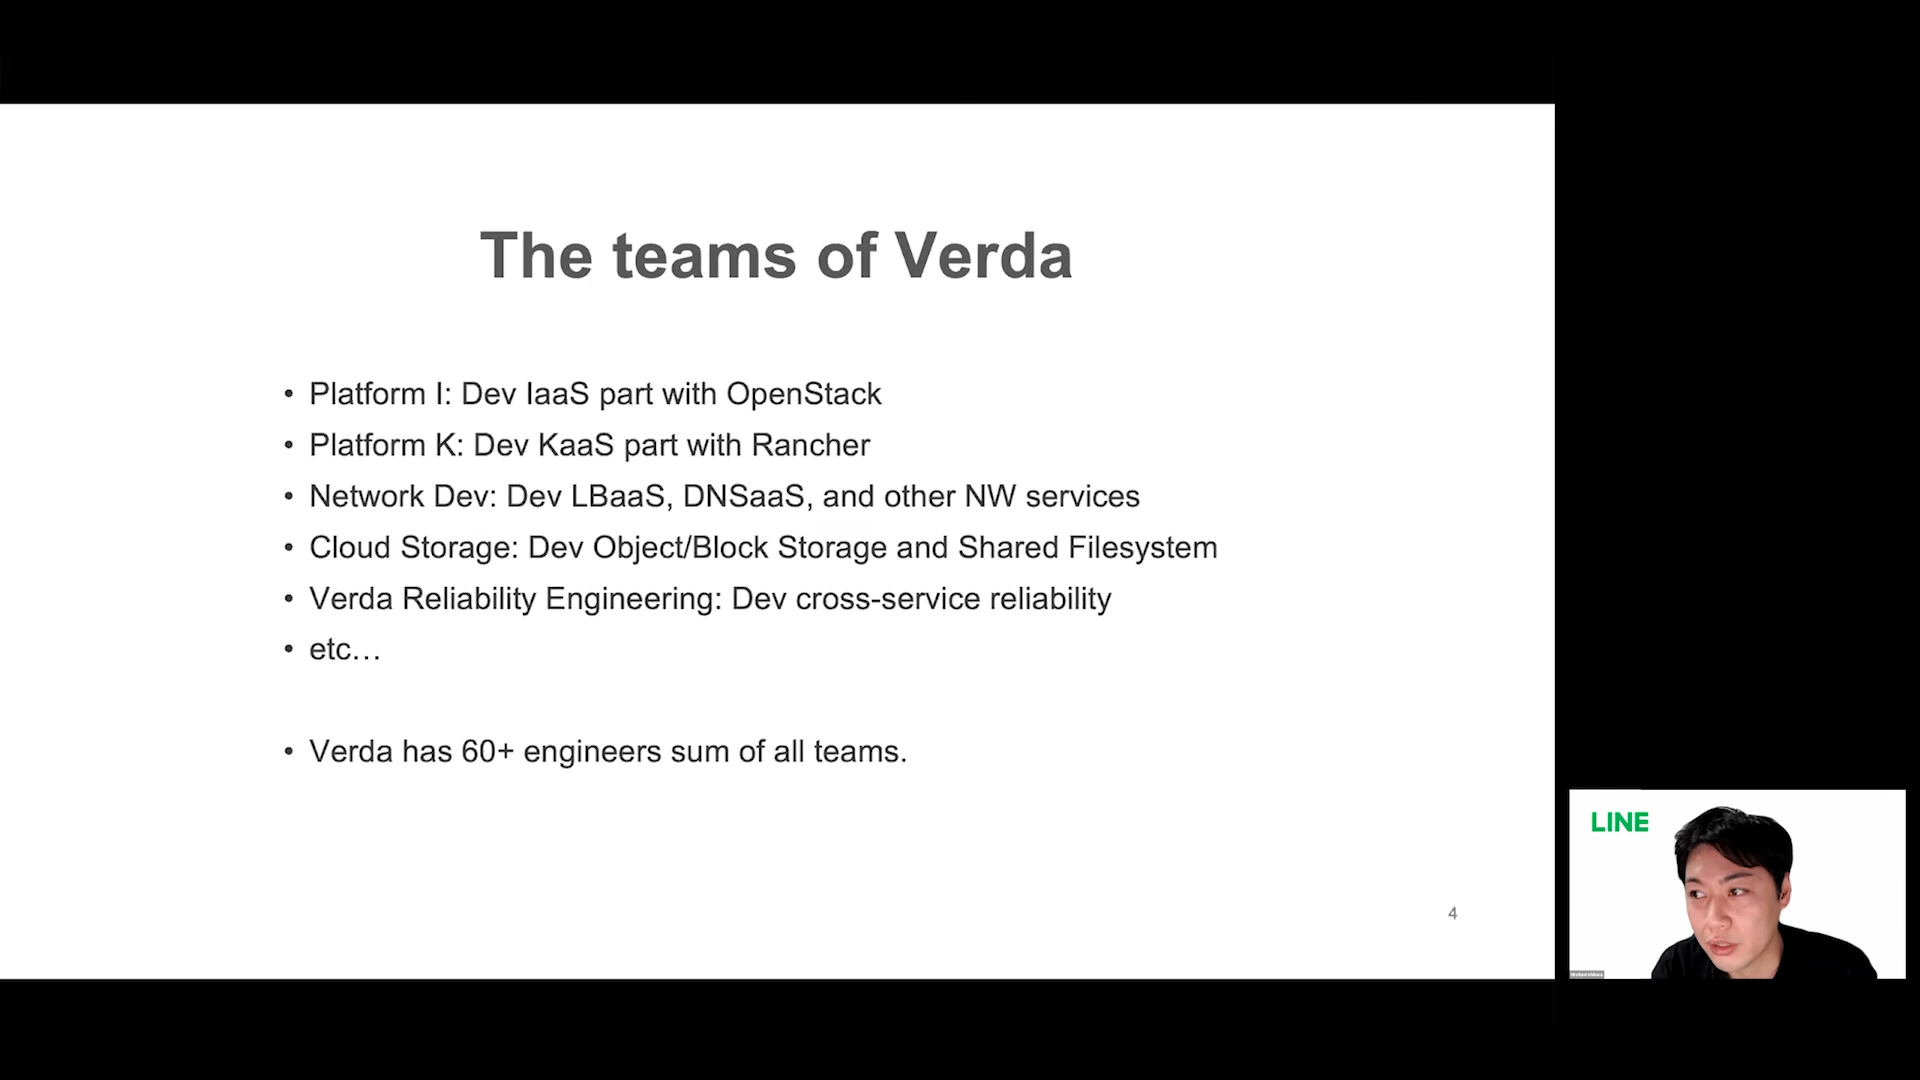 The teams of Verda
• Platform I: Dev IaaS part with OpenStack
• Platform K: Dev KaaS part with Rancher
• Network Dev: Dev LBaaS, DNSaaS, and other NW services
• Cloud Storage: Dev Object/Block Storage and Shared Filesystem
• Verda Reliability Engineering: Dev cross-service reliability
• etc…
• Verda has 60+ engineers sum of all teams.
4
LINE